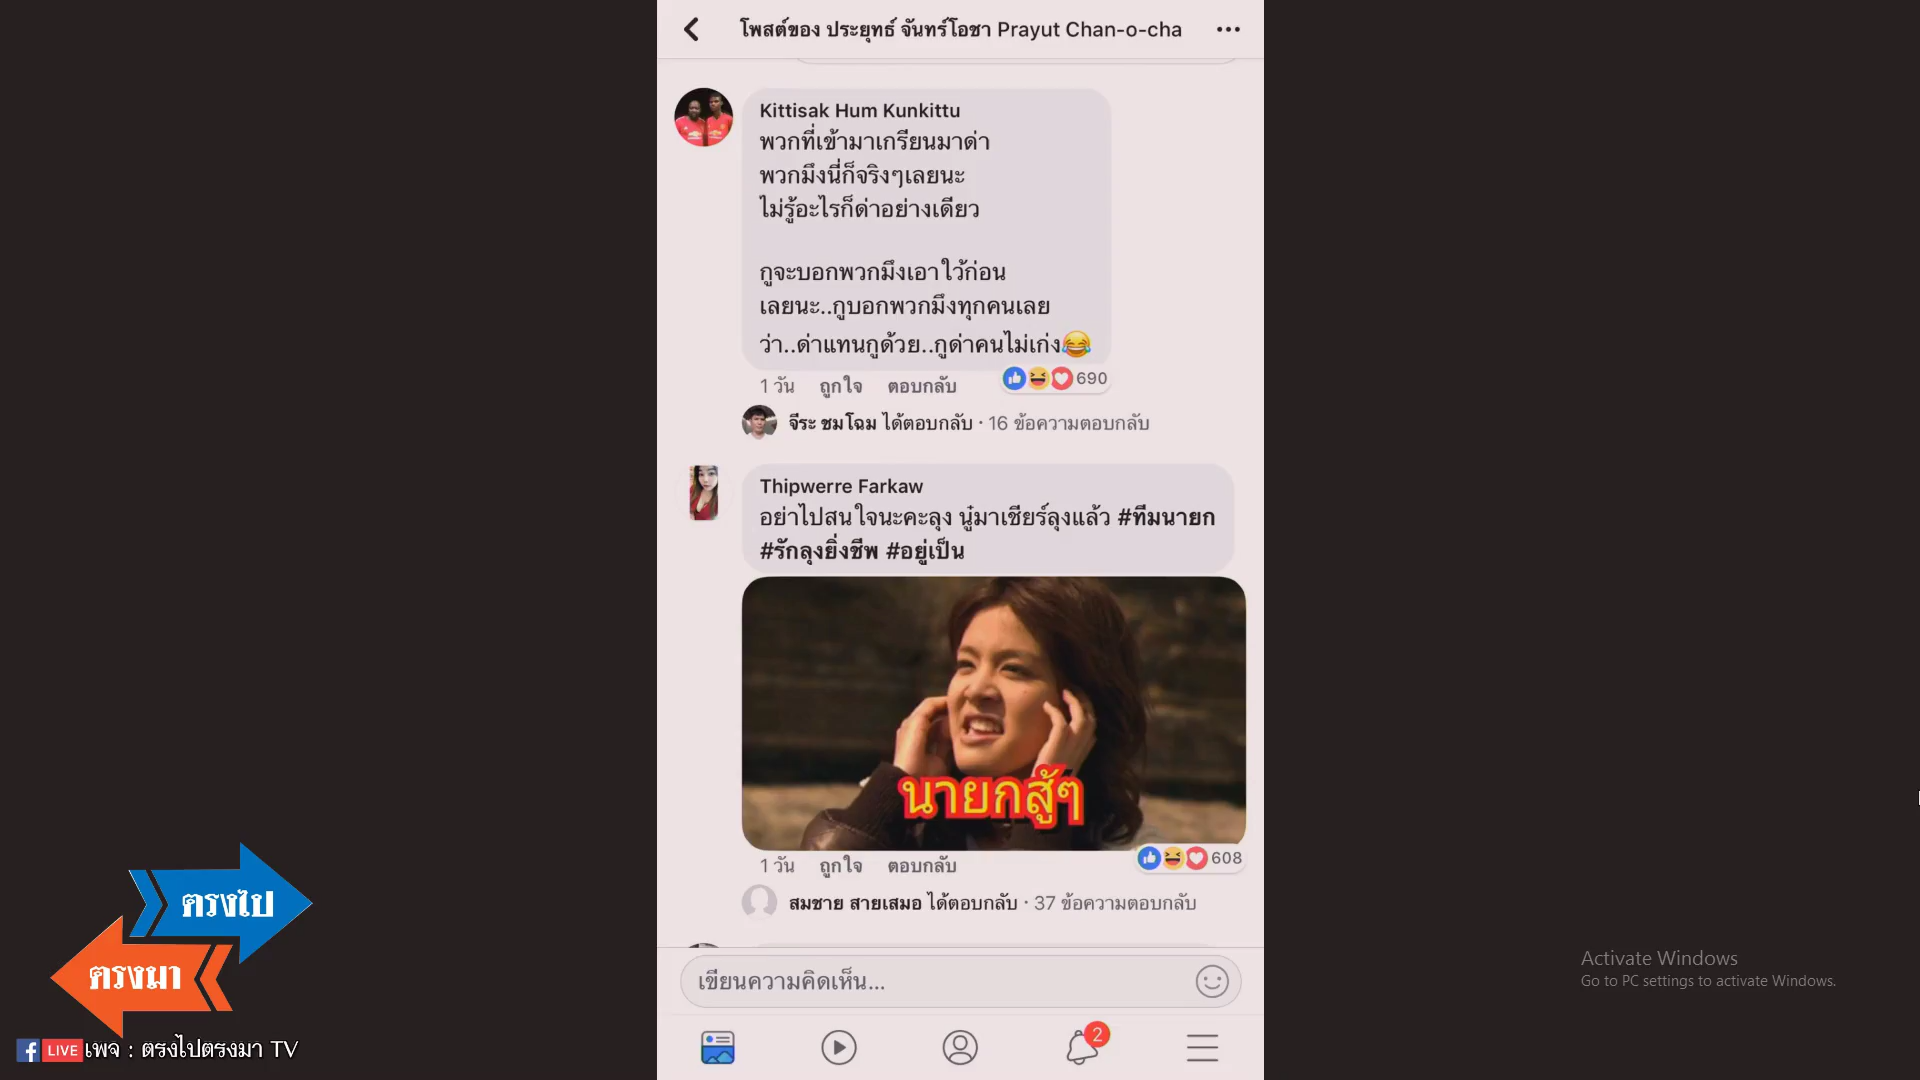 โพสต์ของ ประยุทธ์ จันทร์โอชา Prayut Chan-o-cha
Kittisak Hum Kunkittu
พวกที่เข้ามาเกรียนมาด่า
พวกมึงนี่ก็จริงๆเลยนะ
ไม่รู้อะไรก็ด่าอย่างเดียว
กูจะบอกพวกมึงเอาใว้ก่อน
เลยนะ..กูบอกพวกมึงทุกคนเลย
ว่า..ด่าแทนกูด้วย..กูด่าคนไม่เก่ง😂
1 วัน ถูกใจ ตอบกลับ 690
จีระ ชมโฉม ได้ตอบกลับ · 16 ข้อความตอบกลับ
Thipwerre Farkaw
อย่าไปสนใจนะคะลุง นู๋มาเชียร์ลุงแล้ว #ทีมนายก
#รักลุงยิ่งชีพ #อยู่เป็น
นายกสู้ๆ
1 วัน ถูกใจ ตอบกลับ 608
สมชาย สายเสมอ ได้ตอบกลับ · 37 ข้อความตอบกลับ
เขียนความคิดเห็น...
2
ตรงไป
ตรงมา
f LIVE เพจ : ตรงไปตรงมา TV
Activate Windows
Go to PC settings to activate Windows.